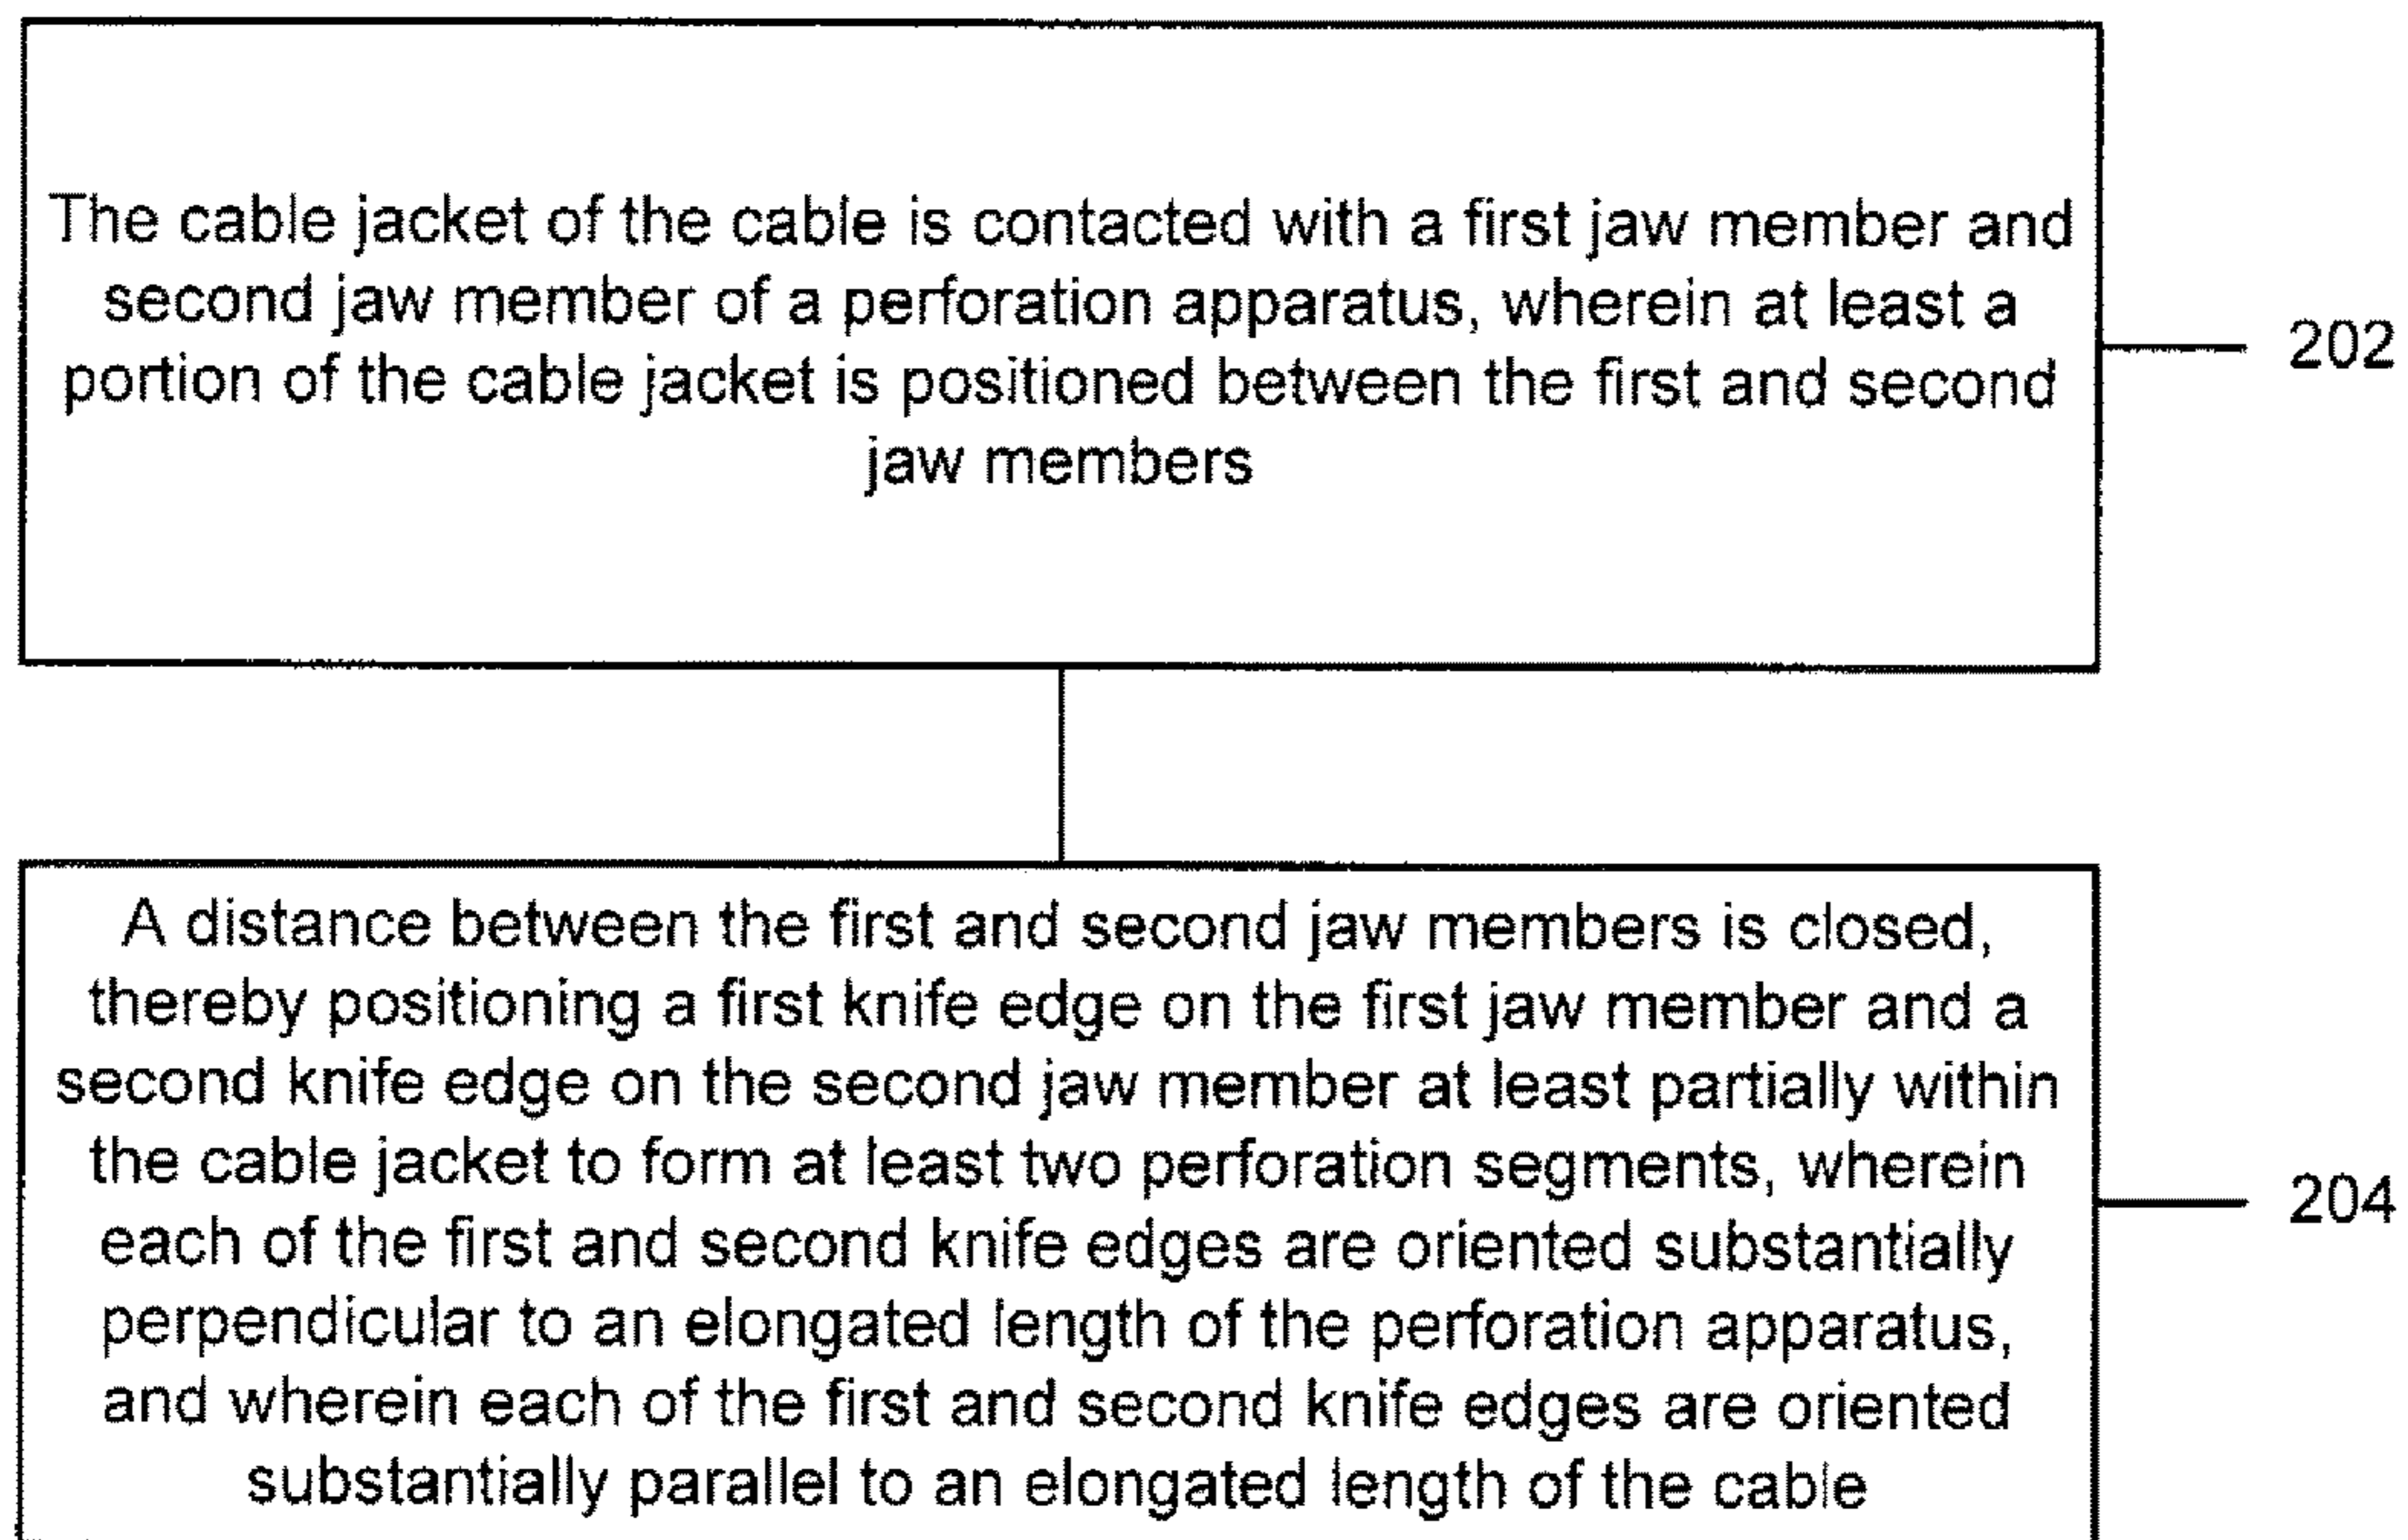 The cable jacket of the cable is contacted with a first jaw member and
second jaw member of a perforation apparatus, wherein at least a
portion of the cable jacket is positioned between the first and second
jaw members
202
A distance between the first and second jaw members is closed,
thereby positioning a first knife edge on the first jaw member and a
second knife edge on the second jaw member at least partially within
the cable jacket to form at least two perforation segments, wherein
each of the first and second knife edges are oriented substantially
perpendicular to an elongated length of the perforation apparatus,
and wherein each of the first and second knife edges are oriented
substantially parallel to an elongated length of the cable
204